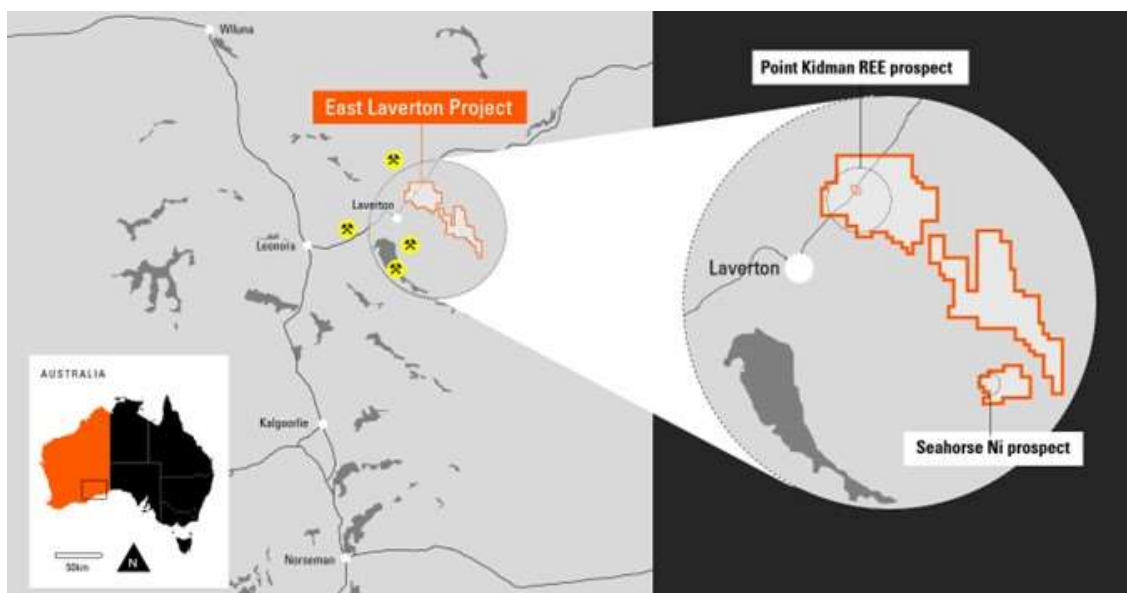 Wiluna
East Laverton Project
Laverton
Leonora
Kalgoorlie
Norseman
AUSTRALIA
50km
N
Point Kidman REE prospect
Laverton
Seahorse Ni prospect